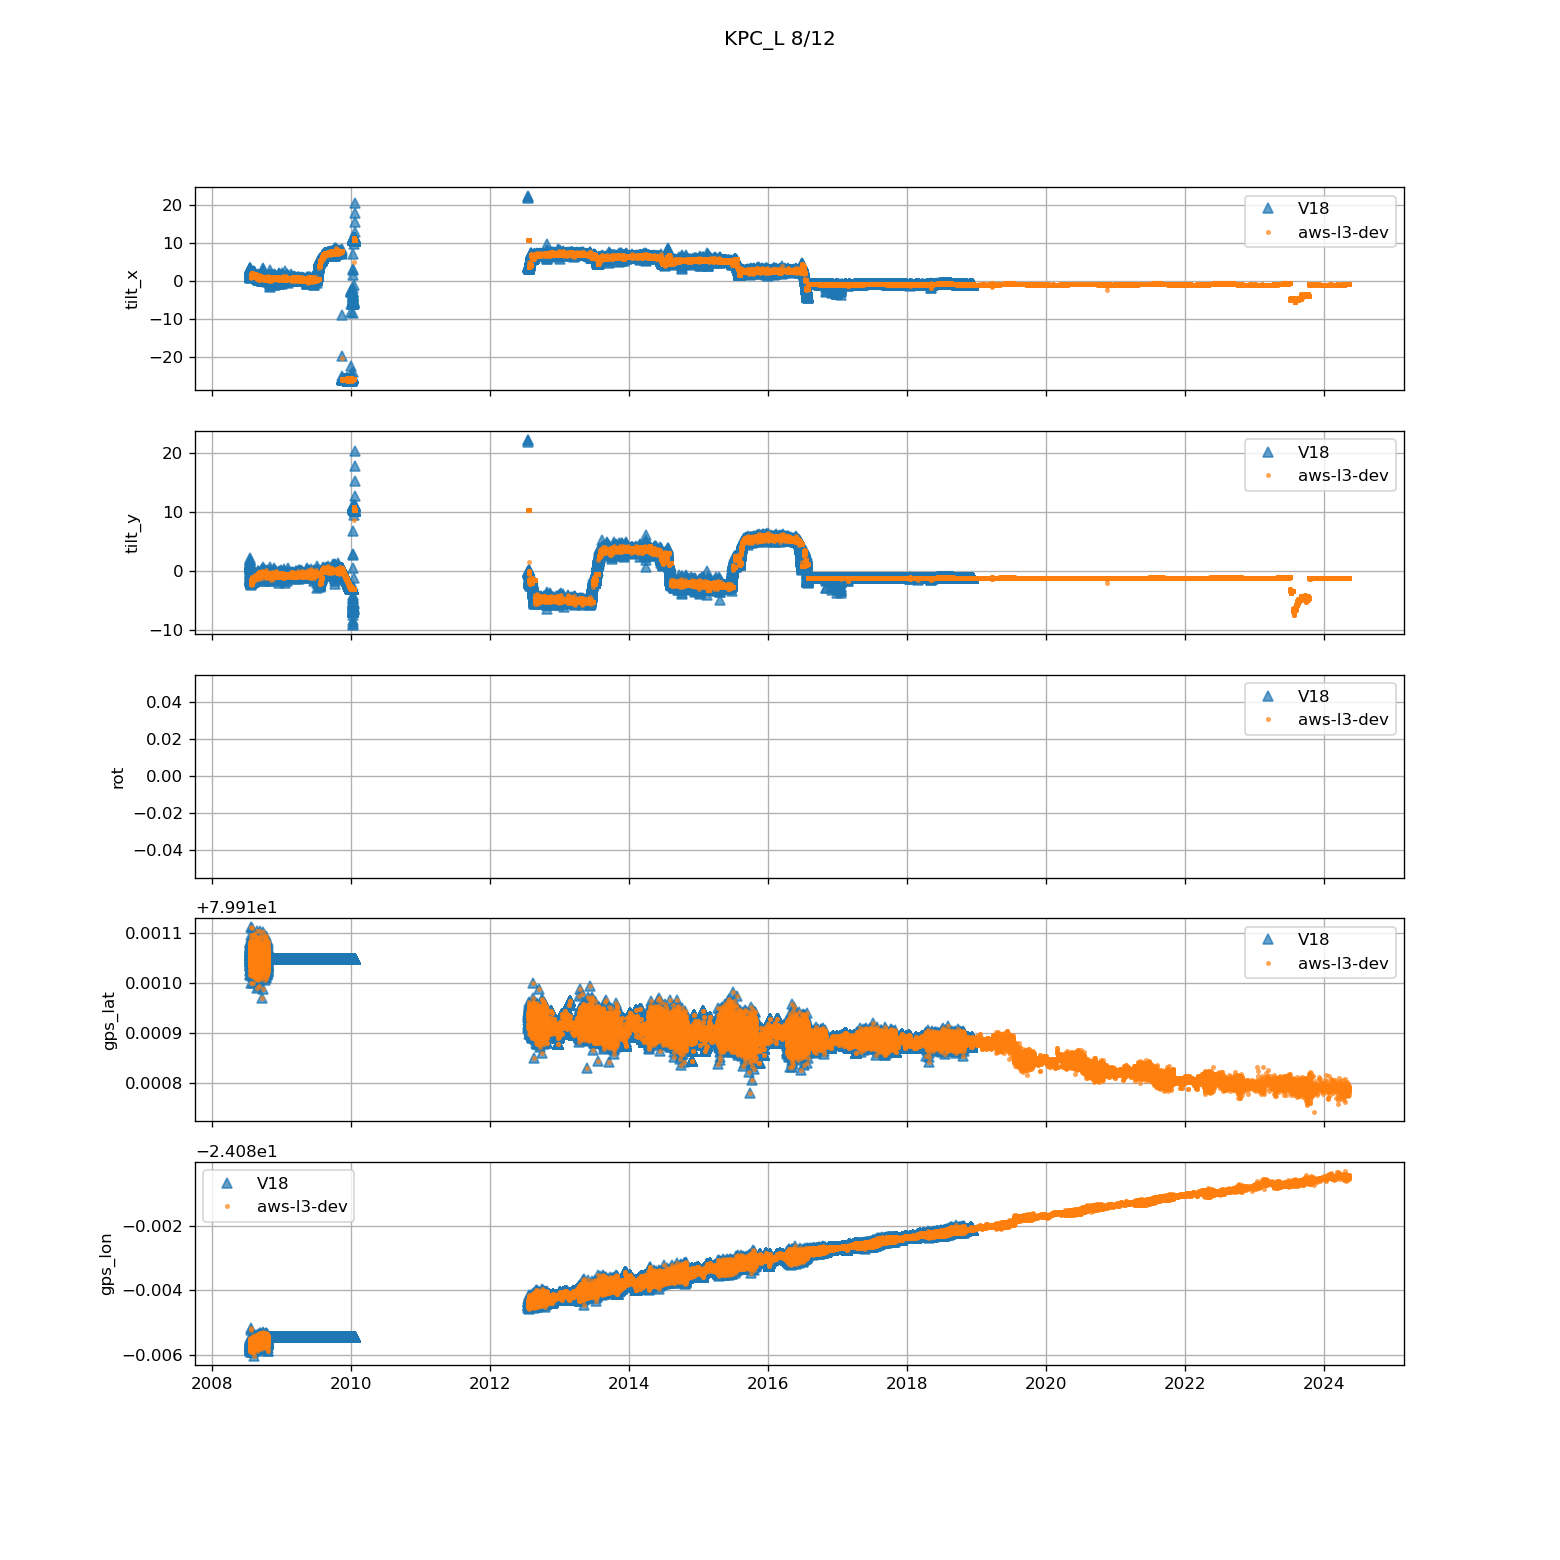 KPC_L 8/12
20
10
0
−10
−20
tilt_x
V18
aws-l3-dev
20
10
0
−10
tilt_y
V18
aws-l3-dev
0.04
0.02
0.00
−0.02
−0.04
rot
V18
aws-l3-dev
+7.991e1
0.0011
0.0010
0.0009
0.0008
gps_lat
V18
aws-l3-dev
−2.408e1
−0.002
−0.004
−0.006
gps_lon
V18
aws-l3-dev
2008 2010 2012 2014 2016 2018 2020 2022 2024